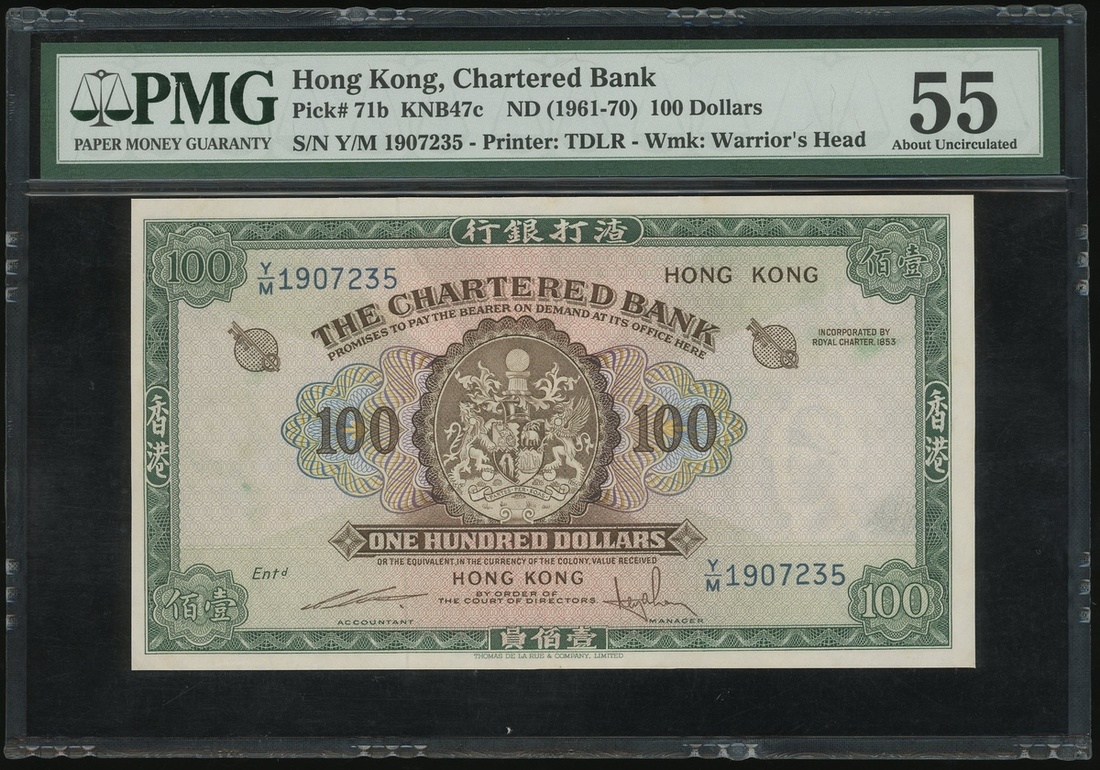 PMG
PAPER MONEY GUARANTY
Hong Kong, Chartered Bank
Pick# 71b KNB47c ND (1961-70) 100 Dollars
S/N Y/M 1907235 - Printer: TDLR - Wmk: Warrior's Head
55
About Uncirculated
行銀打渣
100
Y/M 1907235
HONG KONG
佰壹
THE CHARTERED BANK
PROMISES TO PAY THE BEARER ON DEMAND AT ITS OFFICE HERE
INCORPORATED BY
ROYAL CHARTER, 1853
香港
100
100
香港
ONE HUNDRED DOLLARS
OR THE EQUIVALENT, IN THE CURRENCY OF THE COLONY, VALUE RECEIVED
Entd
HONG KONG
Y/M 1907235
BY ORDER OF
THE COURT OF DIRECTORS.
佰壹
100
ACCOUNTANT
MANAGER
員佰壹
THOMAS DE LA RUE & COMPANY, LIMITED.